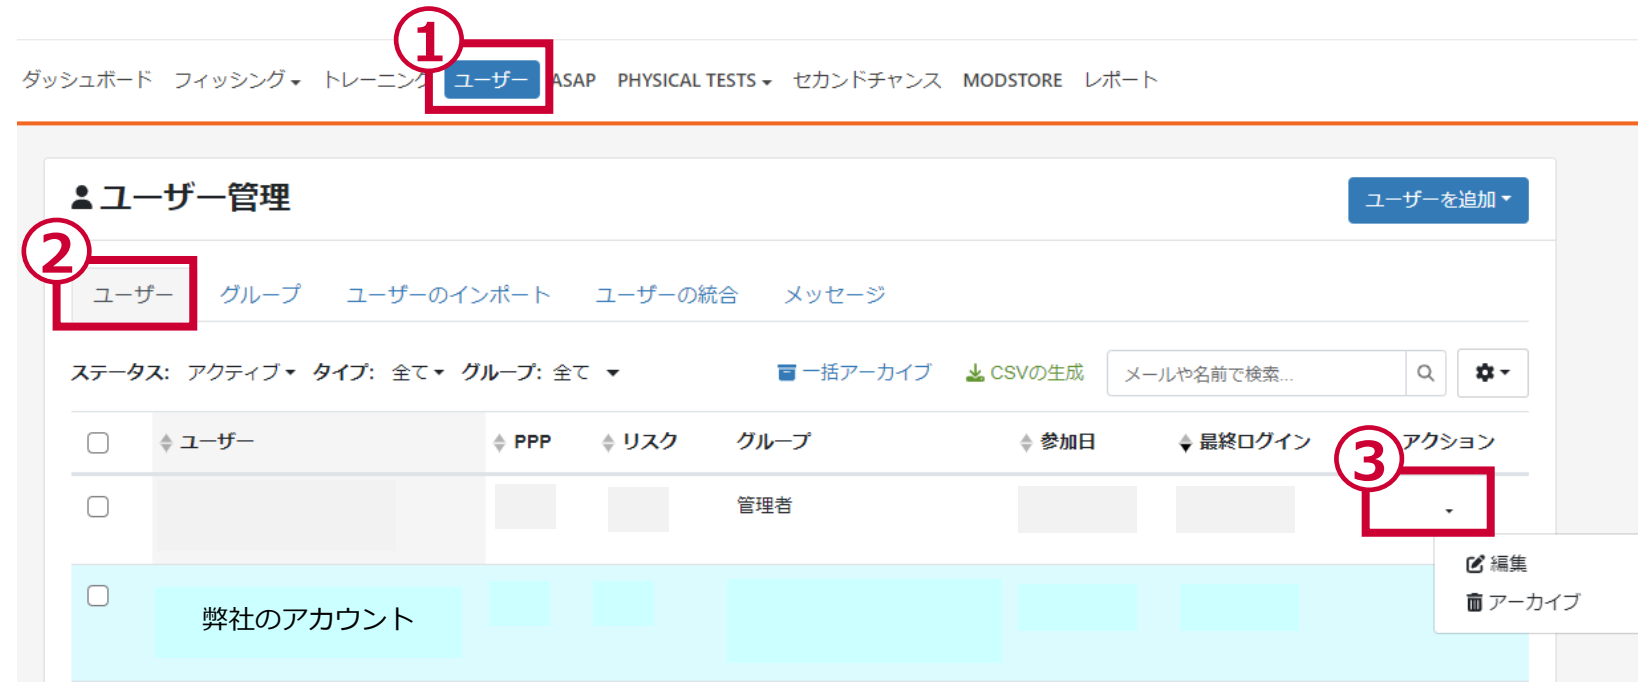 ①
ダッシュボード フィッシング トレーニング ユーザー ASAP PHYSICAL TESTS セカンドチャンス MODSTORE レポート
ユーザー管理
ユーザーを追加
②
ユーザー グループ ユーザーのインポート ユーザーの統合 メッセージ
ステータス: アクティブ タイプ: 全て グループ: 全て 一括アーカイブ CSVの生成 メールや名前で検索...
ユーザー PPP リスク グループ 参加日 最終ログイン アクション
③
管理者
編集
アーカイブ
弊社のアカウント